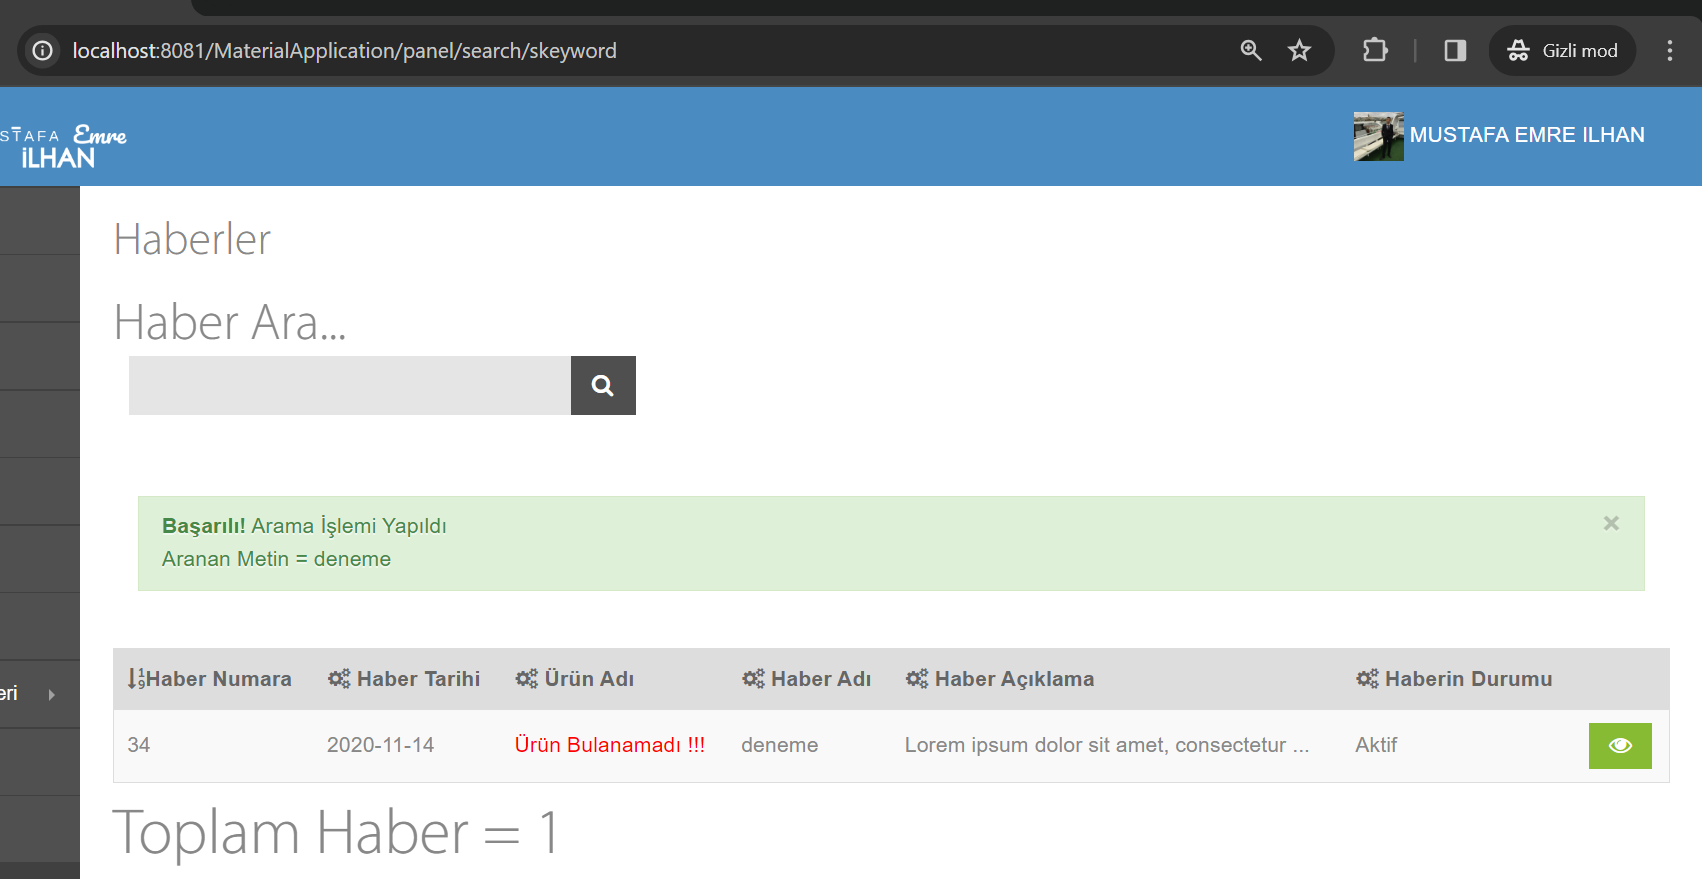 localhost:8081/MaterialApplication/panel/search/skeyword
Gizli mod
STAFA Emre
iLHAN
MUSTAFA EMRE ILHAN
Haberler
Haber Ara...
Başarılı! Arama İşlemi Yapıldı
Aranan Metin = deneme
Haber Numara Haber Tarihi Ürün Adı Haber Adı Haber Açıklama Haberin Durumu
34 2020-11-14 Ürün Bulanamadı !!! deneme Lorem ipsum dolor sit amet, consectetur ... Aktif
eri
Toplam Haber = 1